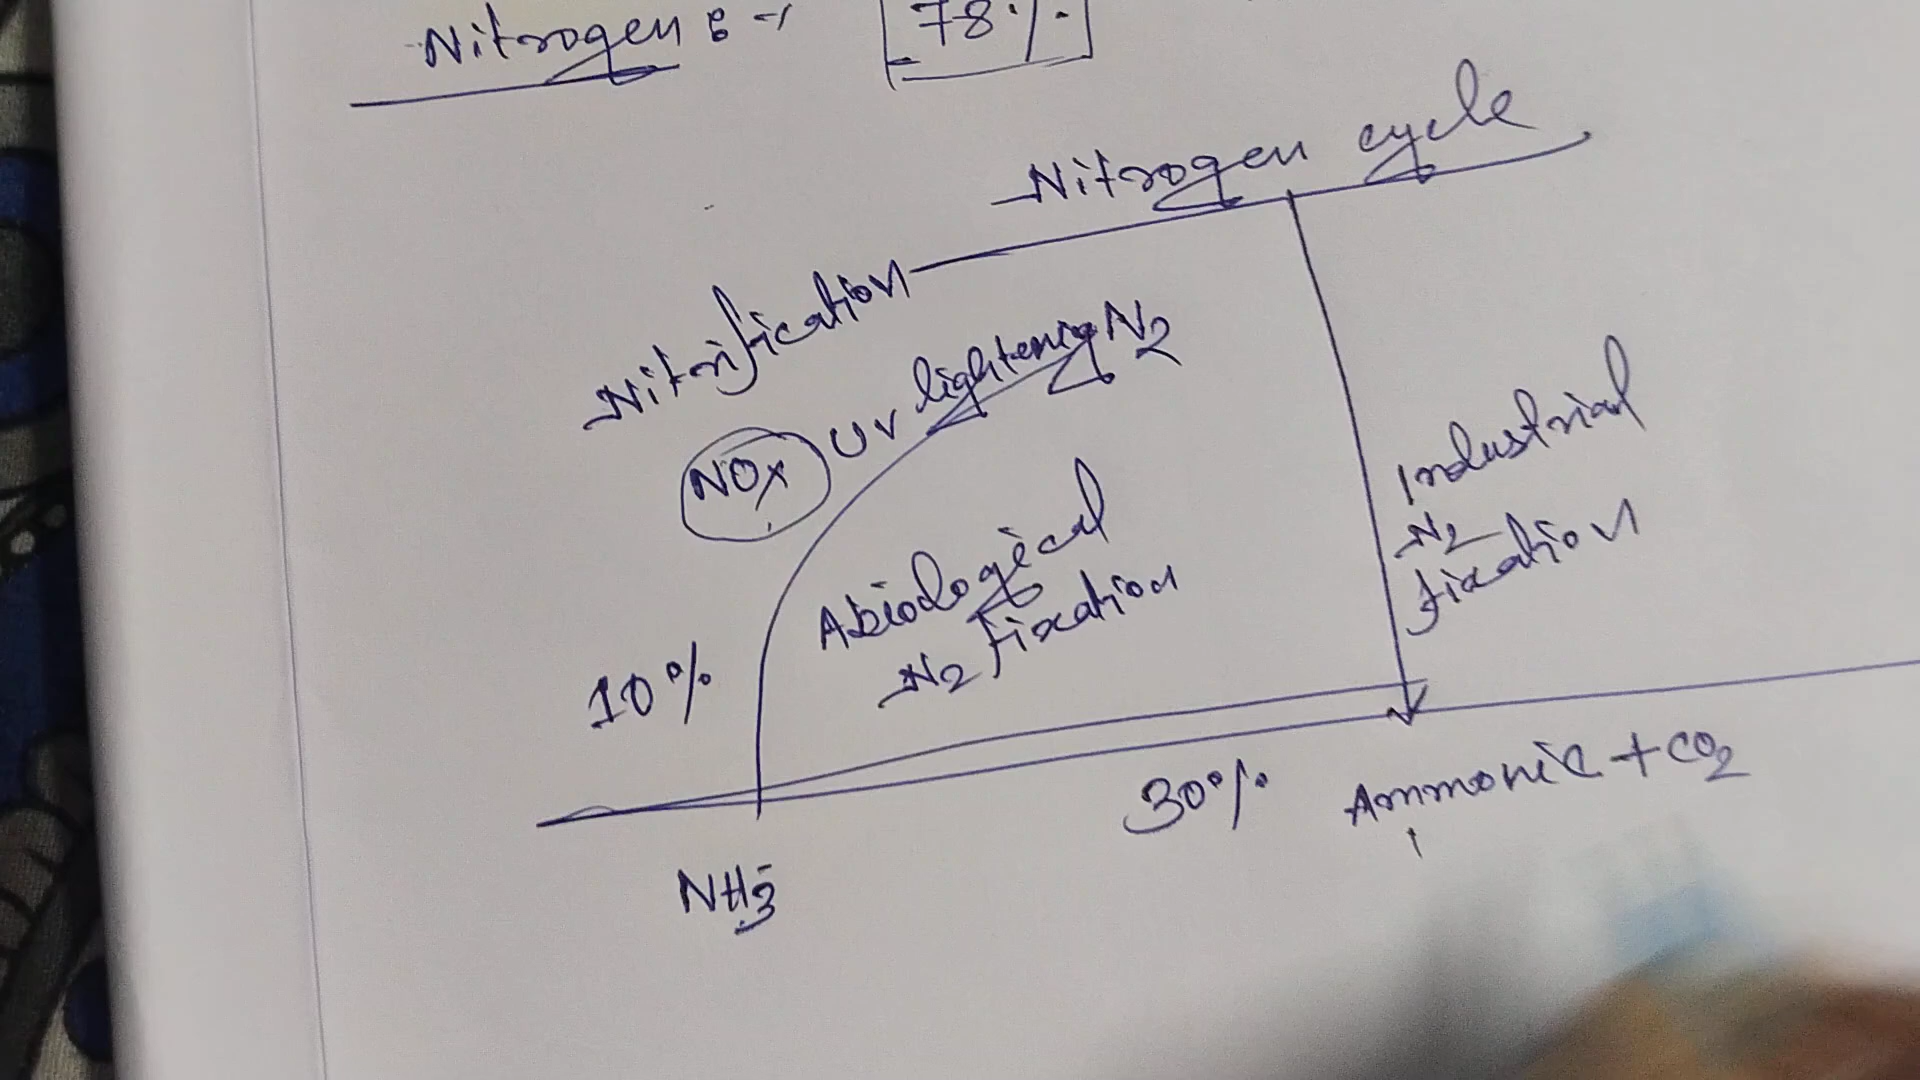 Nitrogen :- 78%.
Nitrogen cycle
Nitrification
NOx UV lightenig N2
Abiological
N2 fixation
Industrial
N2
fixation
10%
30%
Ammonia + CO2
NH3